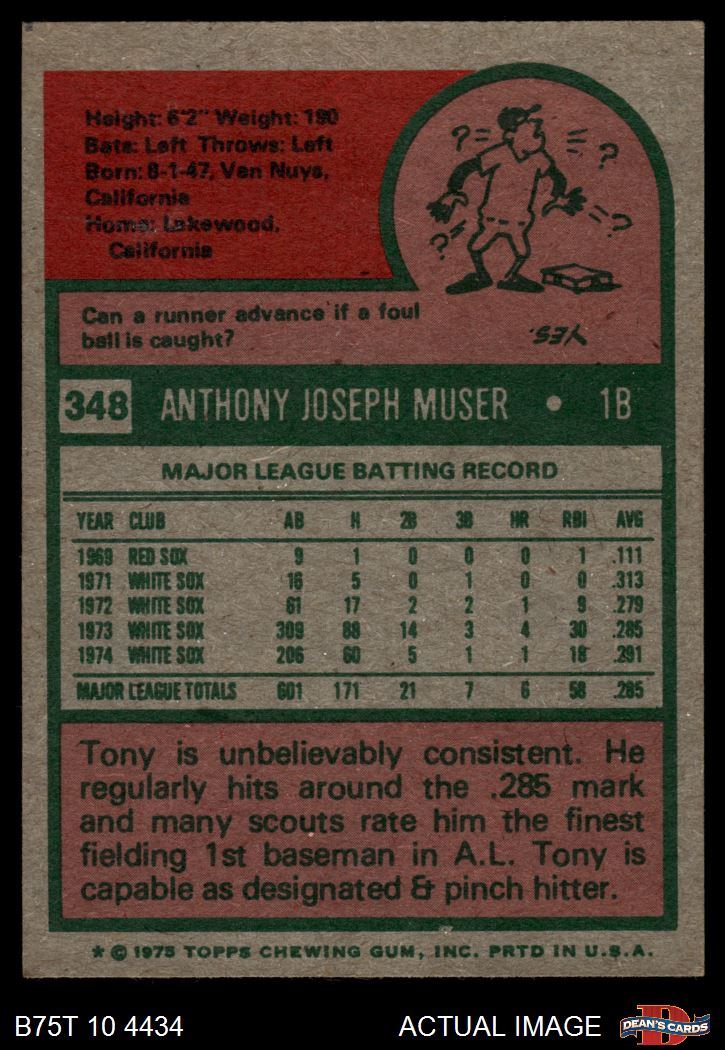 Height: 6'2" Weight: 190
Bats: Left Throws: Left
Born: 8-1-47, Van Nuys,
California
Home: Lakewood,
California
? = = ?
? = ?
Can a runner advance if a foul
ball is caught?
YES.
348 ANTHONY JOSEPH MUSER • 1B
MAJOR LEAGUE BATTING RECORD
YEAR CLUB AB H 2B 3B HR RBI AVG
1969 RED SOX 9 1 0 0 0 1 .111
1971 WHITE SOX 16 5 0 1 0 0 .313
1972 WHITE SOX 61 17 2 2 1 9 .279
1973 WHITE SOX 309 88 14 3 4 30 .285
1974 WHITE SOX 206 60 5 1 1 18 .291
MAJOR LEAGUE TOTALS 601 171 21 7 6 58 .285
Tony is unbelievably consistent. He
regularly hits around the .285 mark
and many scouts rate him the finest
fielding 1st baseman in A.L. Tony is
capable as designated & pinch hitter.
* © 1975 TOPPS CHEWING GUM, INC. PRTD IN U.S.A.
B75T 10 4434 ACTUAL IMAGE D DEAN'S CARDS